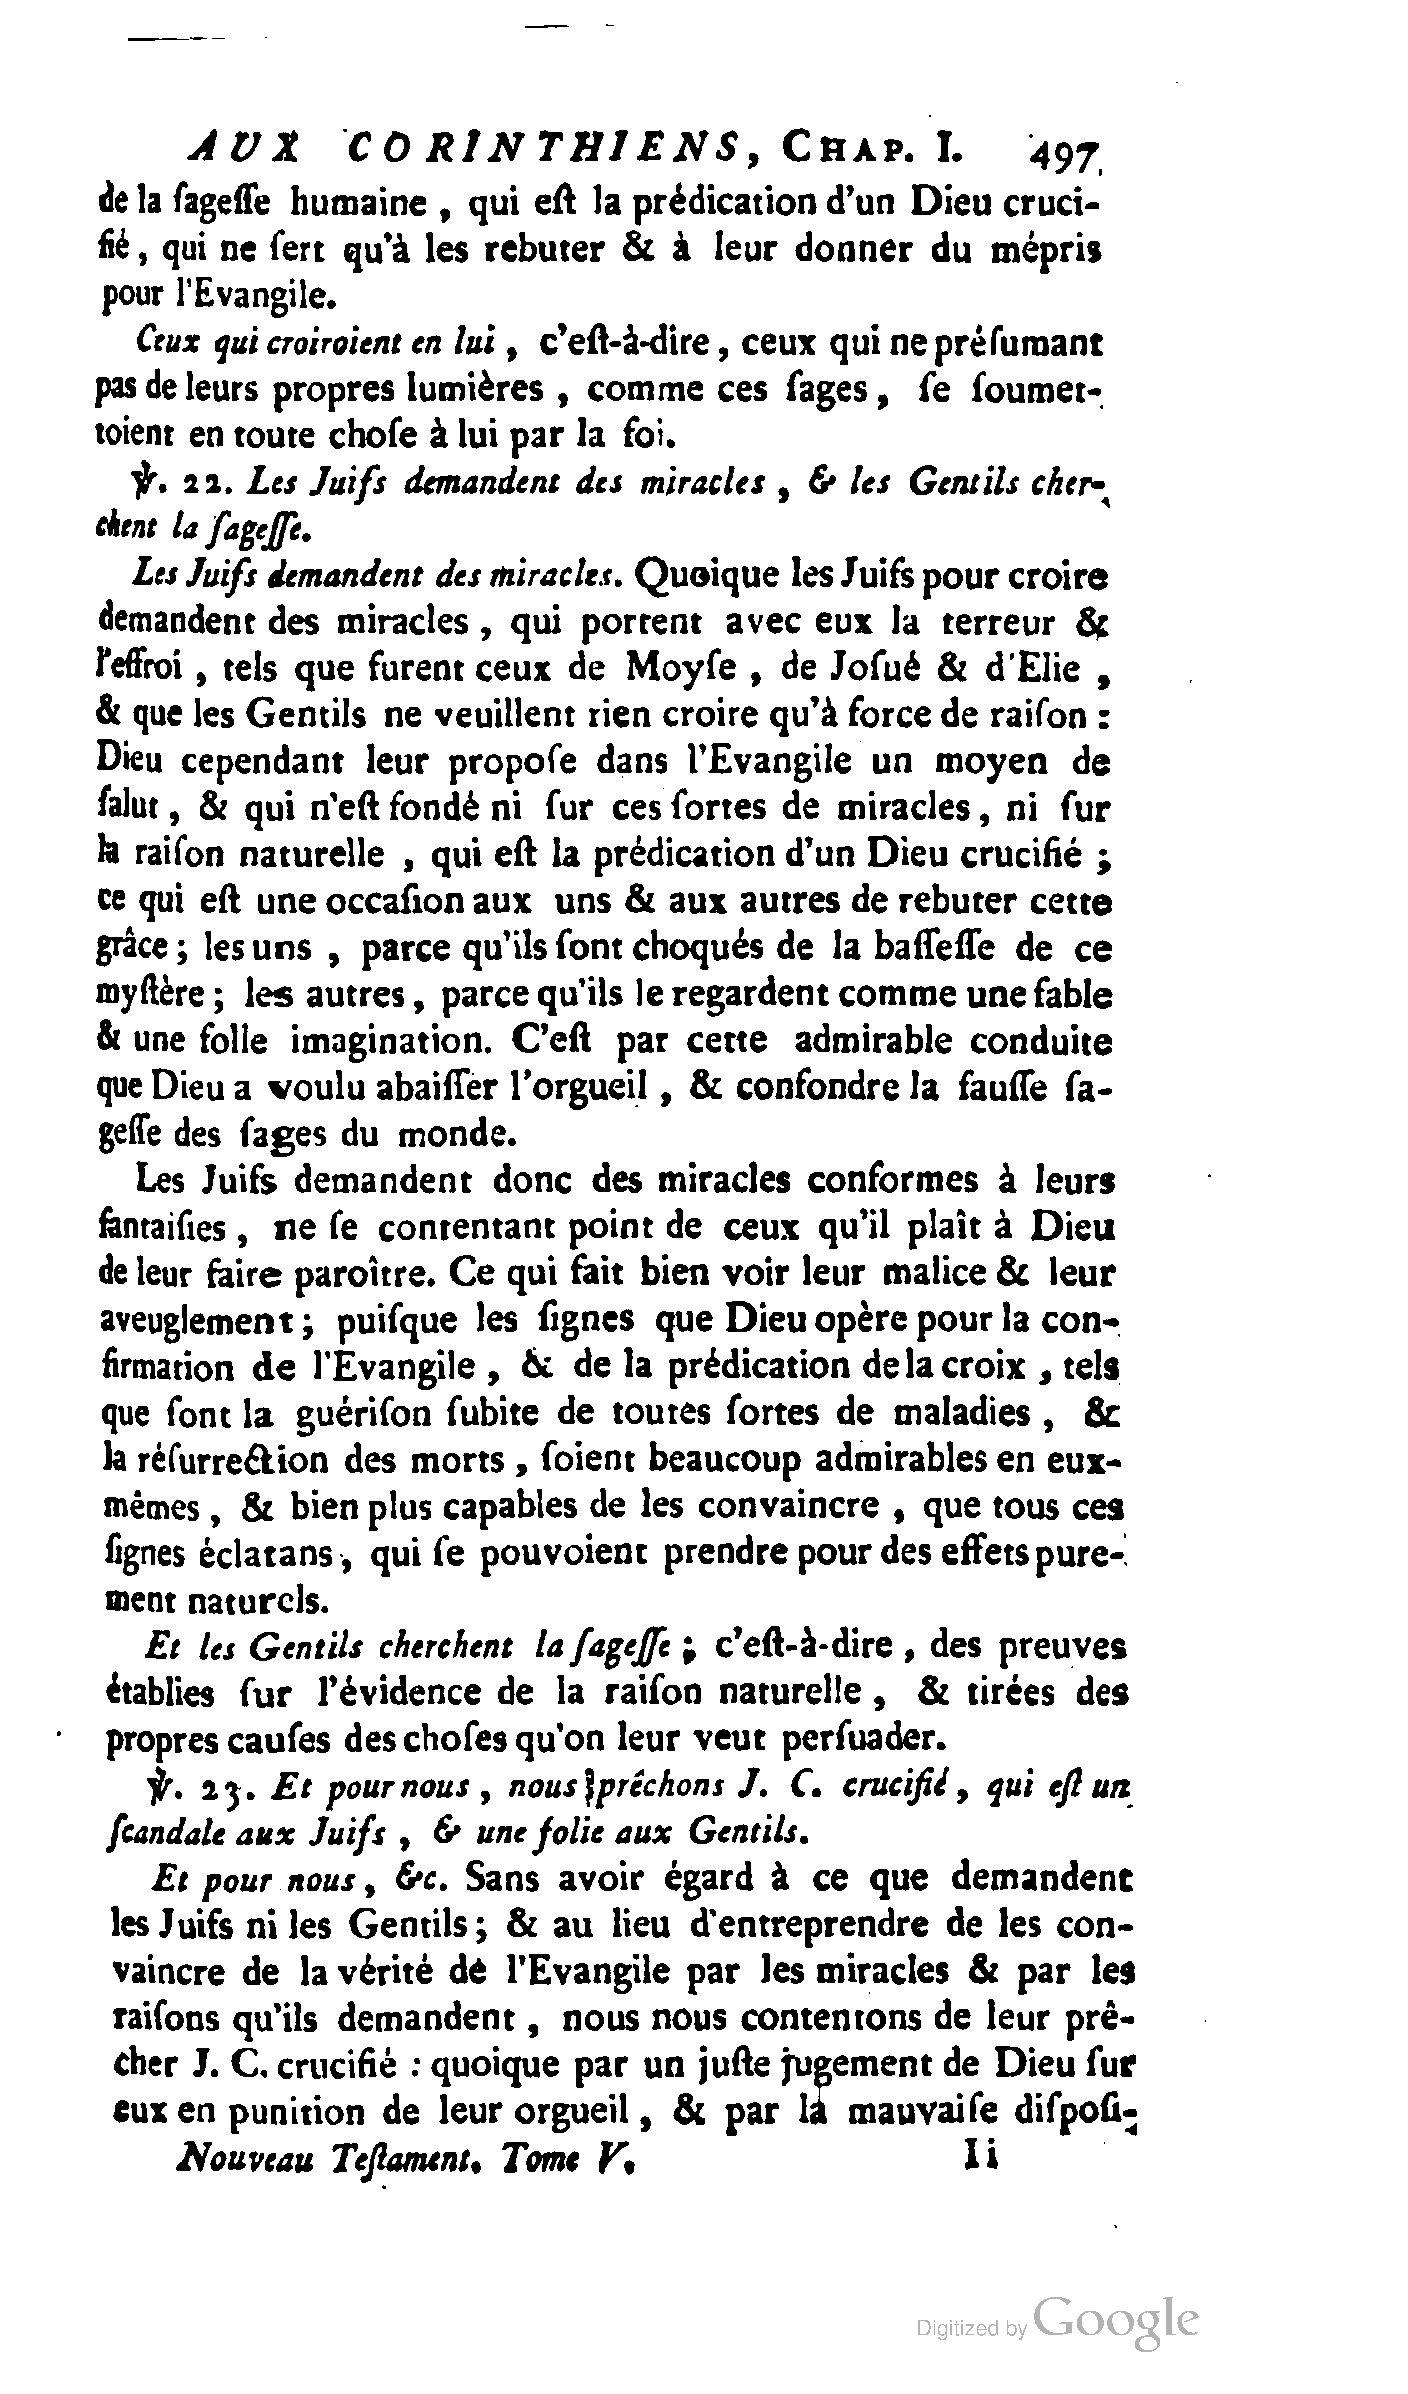 AUX CORINTHIENS, CHAP. I. 497.
de la ſageſſe humaine, qui eſt la prédication d'un Dieu cruci-
fié, qui ne ſert qu'à les rebuter & à leur donner du mépris
pour l'Evangile.
Ceux qui croiroient en lui, c'eſt-à-dire, ceux qui ne préſumant
pas de leurs propres lumières, comme ces ſages, ſe ſoumet-
toient en toute choſe à lui par la foi.
℣. 22. Les Juifs demandent des miracles, & les Gentils cher-
chent la ſageſſe.
Les Juifs demandent des miracles. Quoique les Juifs pour croire
demandent des miracles, qui portent avec eux la terreur &
l'effroi, tels que furent ceux de Moyſe, de Joſué & d'Elie,
& que les Gentils ne veuillent rien croire qu'à force de raiſon :
Dieu cependant leur propoſe dans l'Evangile un moyen de
ſalut, & qui n'eſt fondé ni ſur ces ſortes de miracles, ni ſur
la raiſon naturelle, qui eſt la prédication d'un Dieu crucifié ;
ce qui eſt une occaſion aux uns & aux autres de rebuter cette
grâce ; les uns, parce qu'ils ſont choqués de la baſſeſſe de ce
myſtère ; les autres, parce qu'ils le regardent comme une fable
& une folle imagination. C'eſt par cette admirable conduite
que Dieu a voulu abaiſſer l'orgueil, & confondre la fauſſe ſa-
geſſe des ſages du monde.
Les Juifs demandent donc des miracles conformes à leurs
fantaiſies, ne ſe contentant point de ceux qu'il plaît à Dieu
de leur faire paroître. Ce qui fait bien voir leur malice & leur
aveuglement ; puiſque les ſignes que Dieu opère pour la con-
firmation de l'Evangile, & de la prédication de la croix, tels
que ſont la guériſon ſubite de toutes ſortes de maladies, &
la réſurrection des morts, ſoient beaucoup admirables en eux-
mêmes, & bien plus capables de les convaincre, que tous ces
ſignes éclatans, qui ſe pouvoient prendre pour des effets pure-
ment naturels.
Et les Gentils cherchent la ſageſſe ; c'eſt-à-dire, des preuves
établies ſur l'évidence de la raiſon naturelle, & tirées des
propres cauſes des choſes qu'on leur veut perſuader.
℣. 23. Et pour nous, nous prêchons J. C. crucifié, qui eſt un
ſcandale aux Juifs, & une folie aux Gentils.
Et pour nous, &c. Sans avoir égard à ce que demandent
les Juifs ni les Gentils ; & au lieu d'entreprendre de les con-
vaincre de la vérité de l'Evangile par les miracles & par les
raiſons qu'ils demandent, nous nous contentons de leur prê-
cher J. C. crucifié : quoique par un juſte jugement de Dieu ſur
eux en punition de leur orgueil, & par la mauvaiſe diſpoſi-
Nouveau Teſtament. Tome V. Ii
Digitized by Google